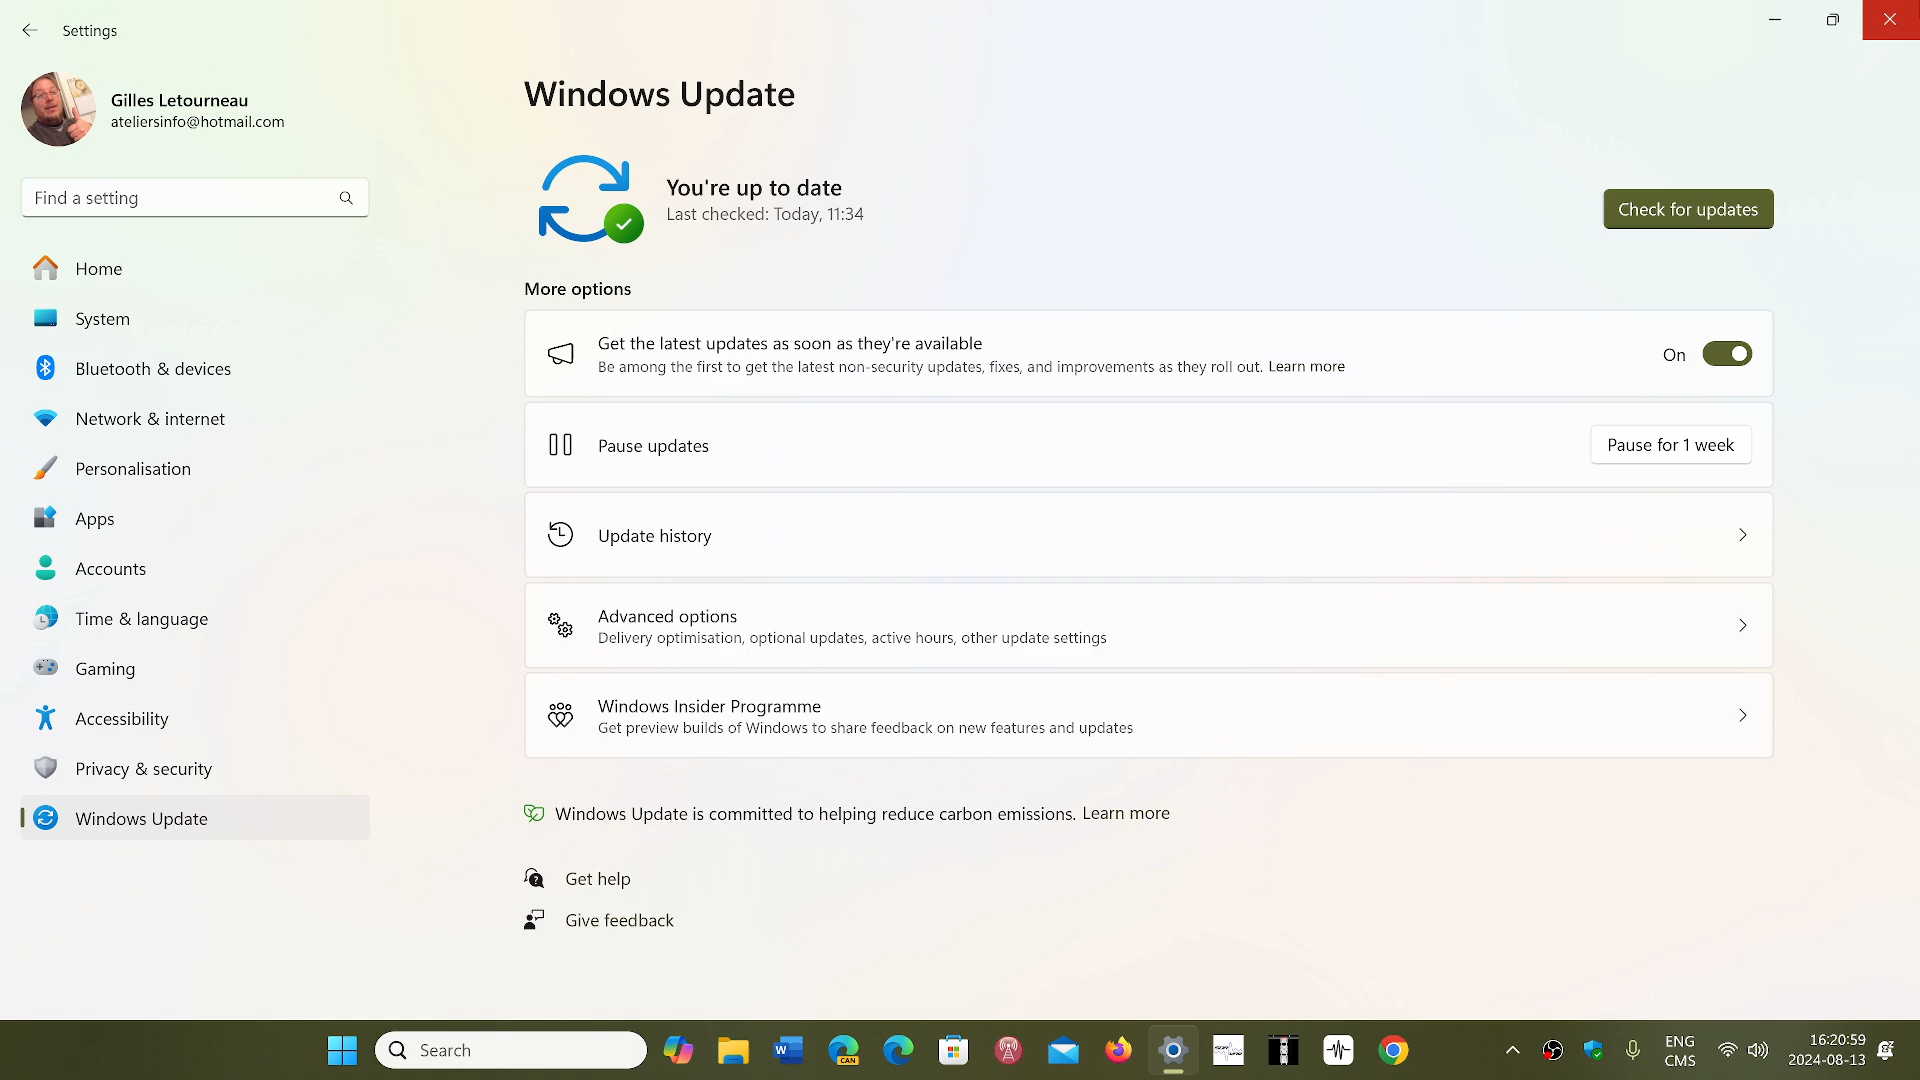 Settings
Gilles Letourneau
ateliersinfo@hotmail.com
Find a setting
Home
System
Bluetooth & devices
Network & internet
Personalisation
Apps
Accounts
Time & language
Gaming
Accessibility
Privacy & security
Windows Update
Windows Update
You're up to date
Last checked: Today, 11:34
Check for updates
More options
Get the latest updates as soon as they're available
Be among the first to get the latest non-security updates, fixes, and improvements as they roll out. Learn more
On
Pause updates
Pause for 1 week
Update history
Advanced options
Delivery optimisation, optional updates, active hours, other update settings
Windows Insider Programme
Get preview builds of Windows to share feedback on new features and updates
Windows Update is committed to helping reduce carbon emissions. Learn more
Get help
Give feedback
Search
W
CAN
ENG
CMS
16:20:59
2024-08-13